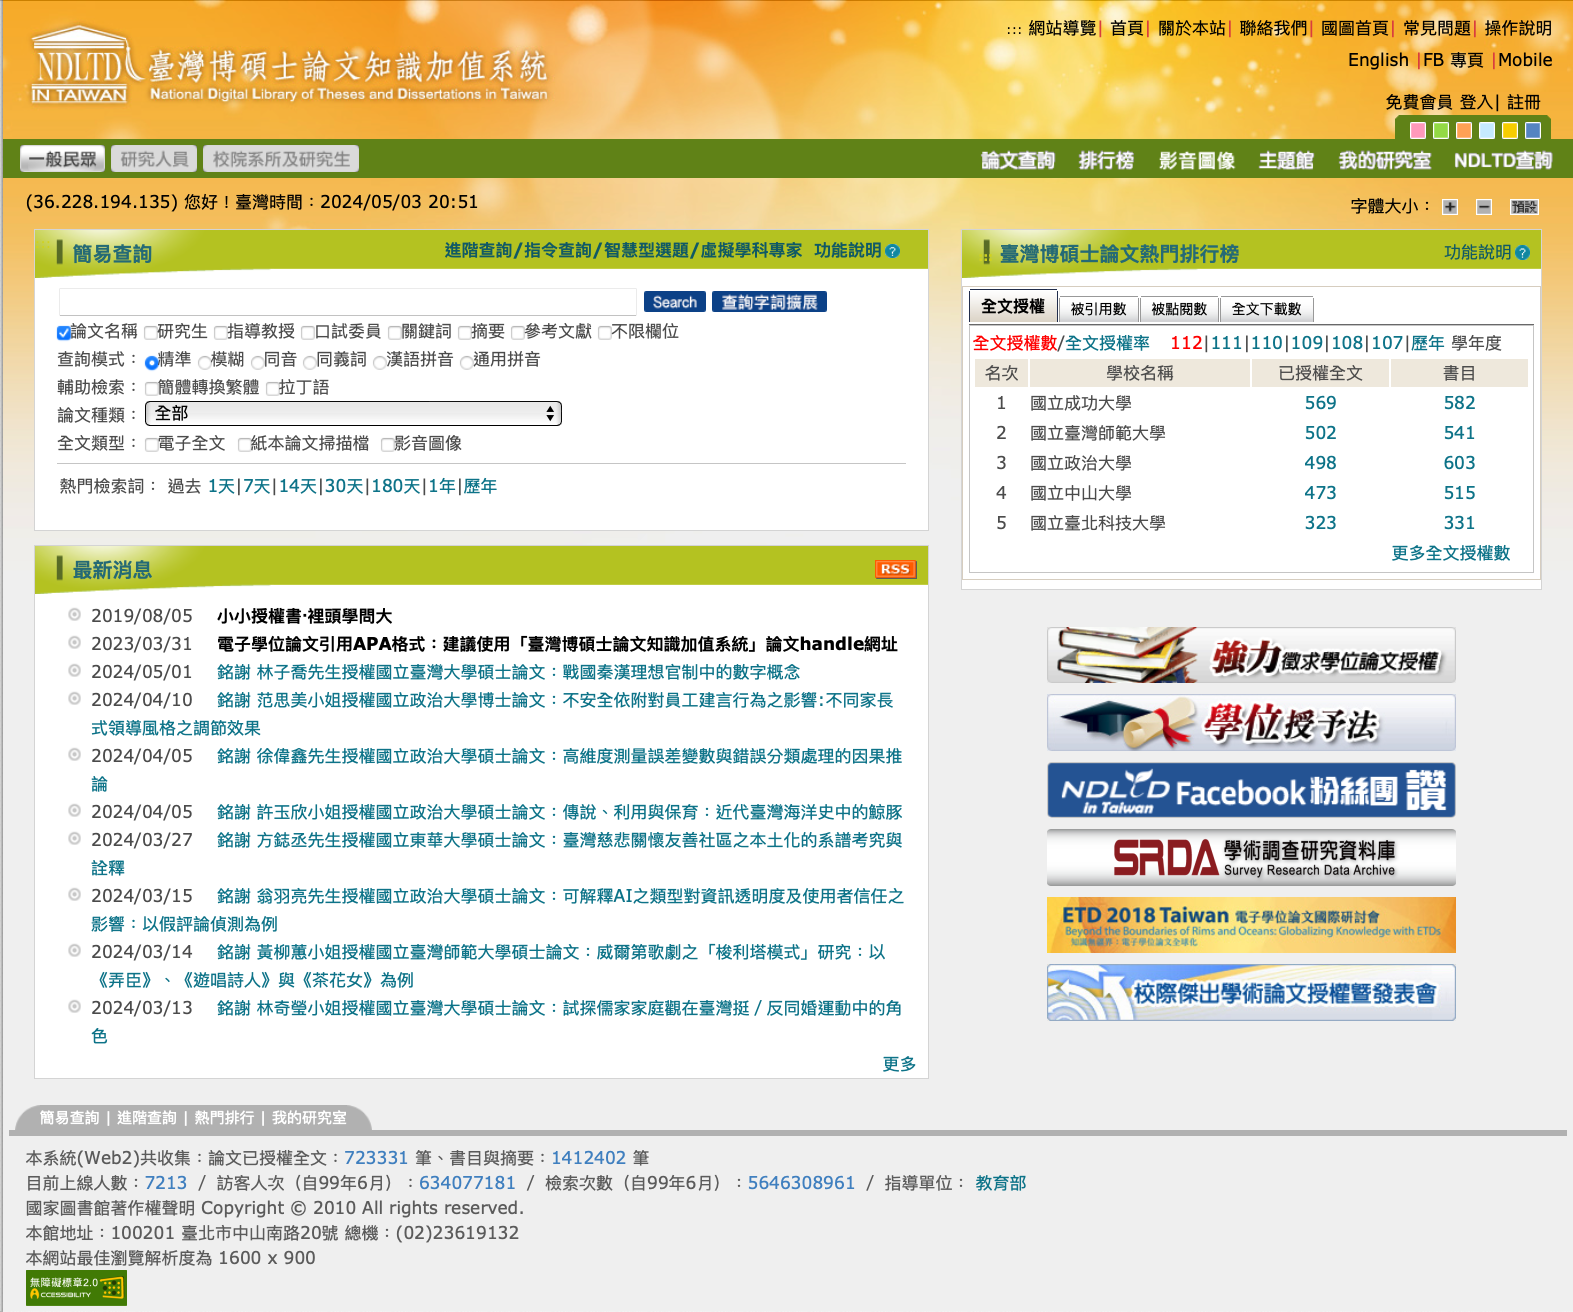 NDLTD
IN TAIWAN
臺灣博碩士論文知識加值系統
National Digital Library of Theses and Dissertations in Taiwan
::: 網站導覽| 首頁| 關於本站| 聯絡我們| 國圖首頁| 常見問題| 操作說明
English |FB 專頁 |Mobile
免費會員 登入| 註冊
一般民眾 研究人員 校院系所及研究生
論文查詢 排行榜 影音圖像 主題館 我的研究室 NDLTD查詢
(36.228.194.135) 您好！臺灣時間：2024/05/03 20:51
字體大小： + － 預設
簡易查詢 進階查詢/指令查詢/智慧型選題/虛擬學科專家 功能說明 ?
Search 查詢字詞擴展
論文名稱 研究生 指導教授 口試委員 關鍵詞 摘要 參考文獻 不限欄位
查詢模式： 精準 模糊 同音 同義詞 漢語拼音 通用拼音
輔助檢索： 簡體轉換繁體 拉丁語
論文種類： 全部
全文類型： 電子全文 紙本論文掃描檔 影音圖像
熱門檢索詞： 過去 1天|7天|14天|30天|180天|1年|歷年
最新消息 RSS
2019/08/05 小小授權書·裡頭學問大
2023/03/31 電子學位論文引用APA格式：建議使用「臺灣博碩士論文知識加值系統」論文handle網址
2024/05/01 銘謝 林子喬先生授權國立臺灣大學碩士論文：戰國秦漢理想官制中的數字概念
2024/04/10 銘謝 范思美小姐授權國立政治大學博士論文：不安全依附對員工建言行為之影響:不同家長
式領導風格之調節效果
2024/04/05 銘謝 徐偉鑫先生授權國立政治大學碩士論文：高維度測量誤差變數與錯誤分類處理的因果推
論
2024/04/05 銘謝 許玉欣小姐授權國立政治大學碩士論文：傳說、利用與保育：近代臺灣海洋史中的鯨豚
2024/03/27 銘謝 方鋕丞先生授權國立東華大學碩士論文：臺灣慈悲關懷友善社區之本土化的系譜考究與
詮釋
2024/03/15 銘謝 翁羽亮先生授權國立政治大學碩士論文：可解釋AI之類型對資訊透明度及使用者信任之
影響：以假評論偵測為例
2024/03/14 銘謝 黃柳蕙小姐授權國立臺灣師範大學碩士論文：威爾第歌劇之「梭利塔模式」研究：以
《弄臣》、《遊唱詩人》與《茶花女》為例
2024/03/13 銘謝 林奇瑩小姐授權國立臺灣大學碩士論文：試探儒家家庭觀在臺灣挺／反同婚運動中的角
色
更多
臺灣博碩士論文熱門排行榜 功能說明 ?
全文授權 被引用數 被點閱數 全文下載數
全文授權數/全文授權率 112|111|110|109|108|107|歷年 學年度
名次 學校名稱 已授權全文 書目
1 國立成功大學 569 582
2 國立臺灣師範大學 502 541
3 國立政治大學 498 603
4 國立中山大學 473 515
5 國立臺北科技大學 323 331
更多全文授權數
強力徵求學位論文授權
學位授予法
NDLTD in Taiwan Facebook粉絲團 讚
SRDA 學術調查研究資料庫
Survey Research Data Archive
ETD 2018 Taiwan 電子學位論文國際研討會
Beyond the Boundaries of Rims and Oceans: Globalizing Knowledge with ETDs
知識無疆界：電子學位論文全球化
校際傑出學術論文授權暨發表會
簡易查詢 | 進階查詢 | 熱門排行 | 我的研究室
本系統(Web2)共收集：論文已授權全文：723331 筆、書目與摘要：1412402 筆
目前上線人數：7213 / 訪客人次（自99年6月）：634077181 / 檢索次數（自99年6月）：5646308961 / 指導單位： 教育部
國家圖書館著作權聲明 Copyright © 2010 All rights reserved.
本館地址：100201 臺北市中山南路20號 總機：(02)23619132
本網站最佳瀏覽解析度為 1600 x 900
無障礙標章2.0
ACCESSIBILITY